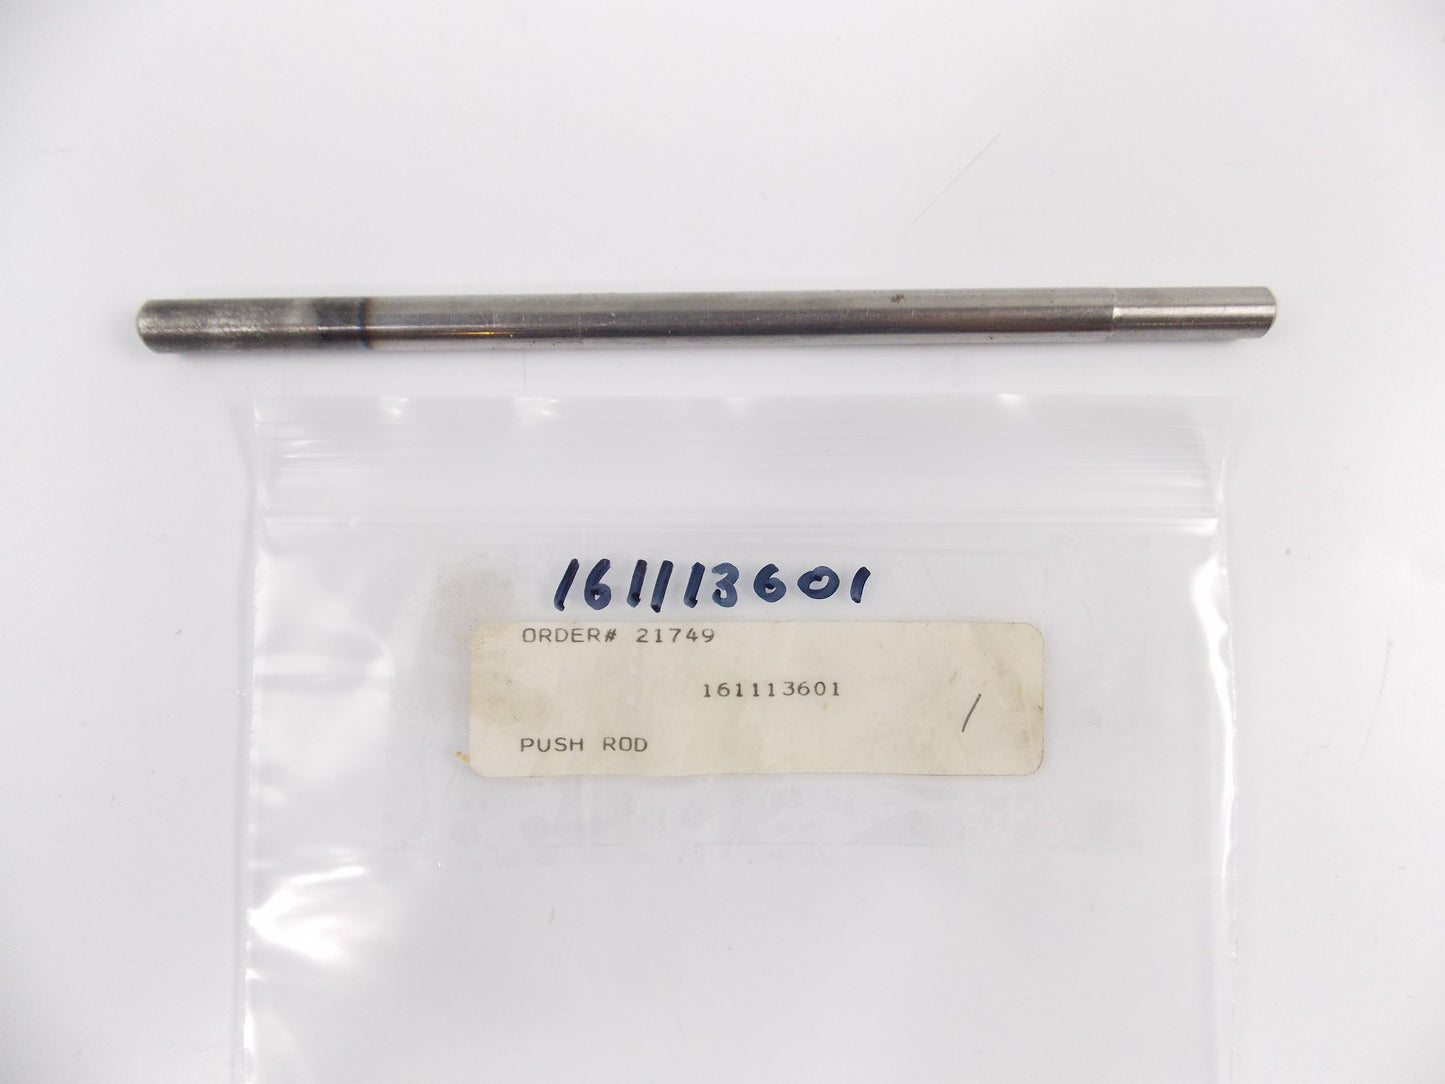 161113601
ORDER# 21749
161113601
/
PUSH ROD